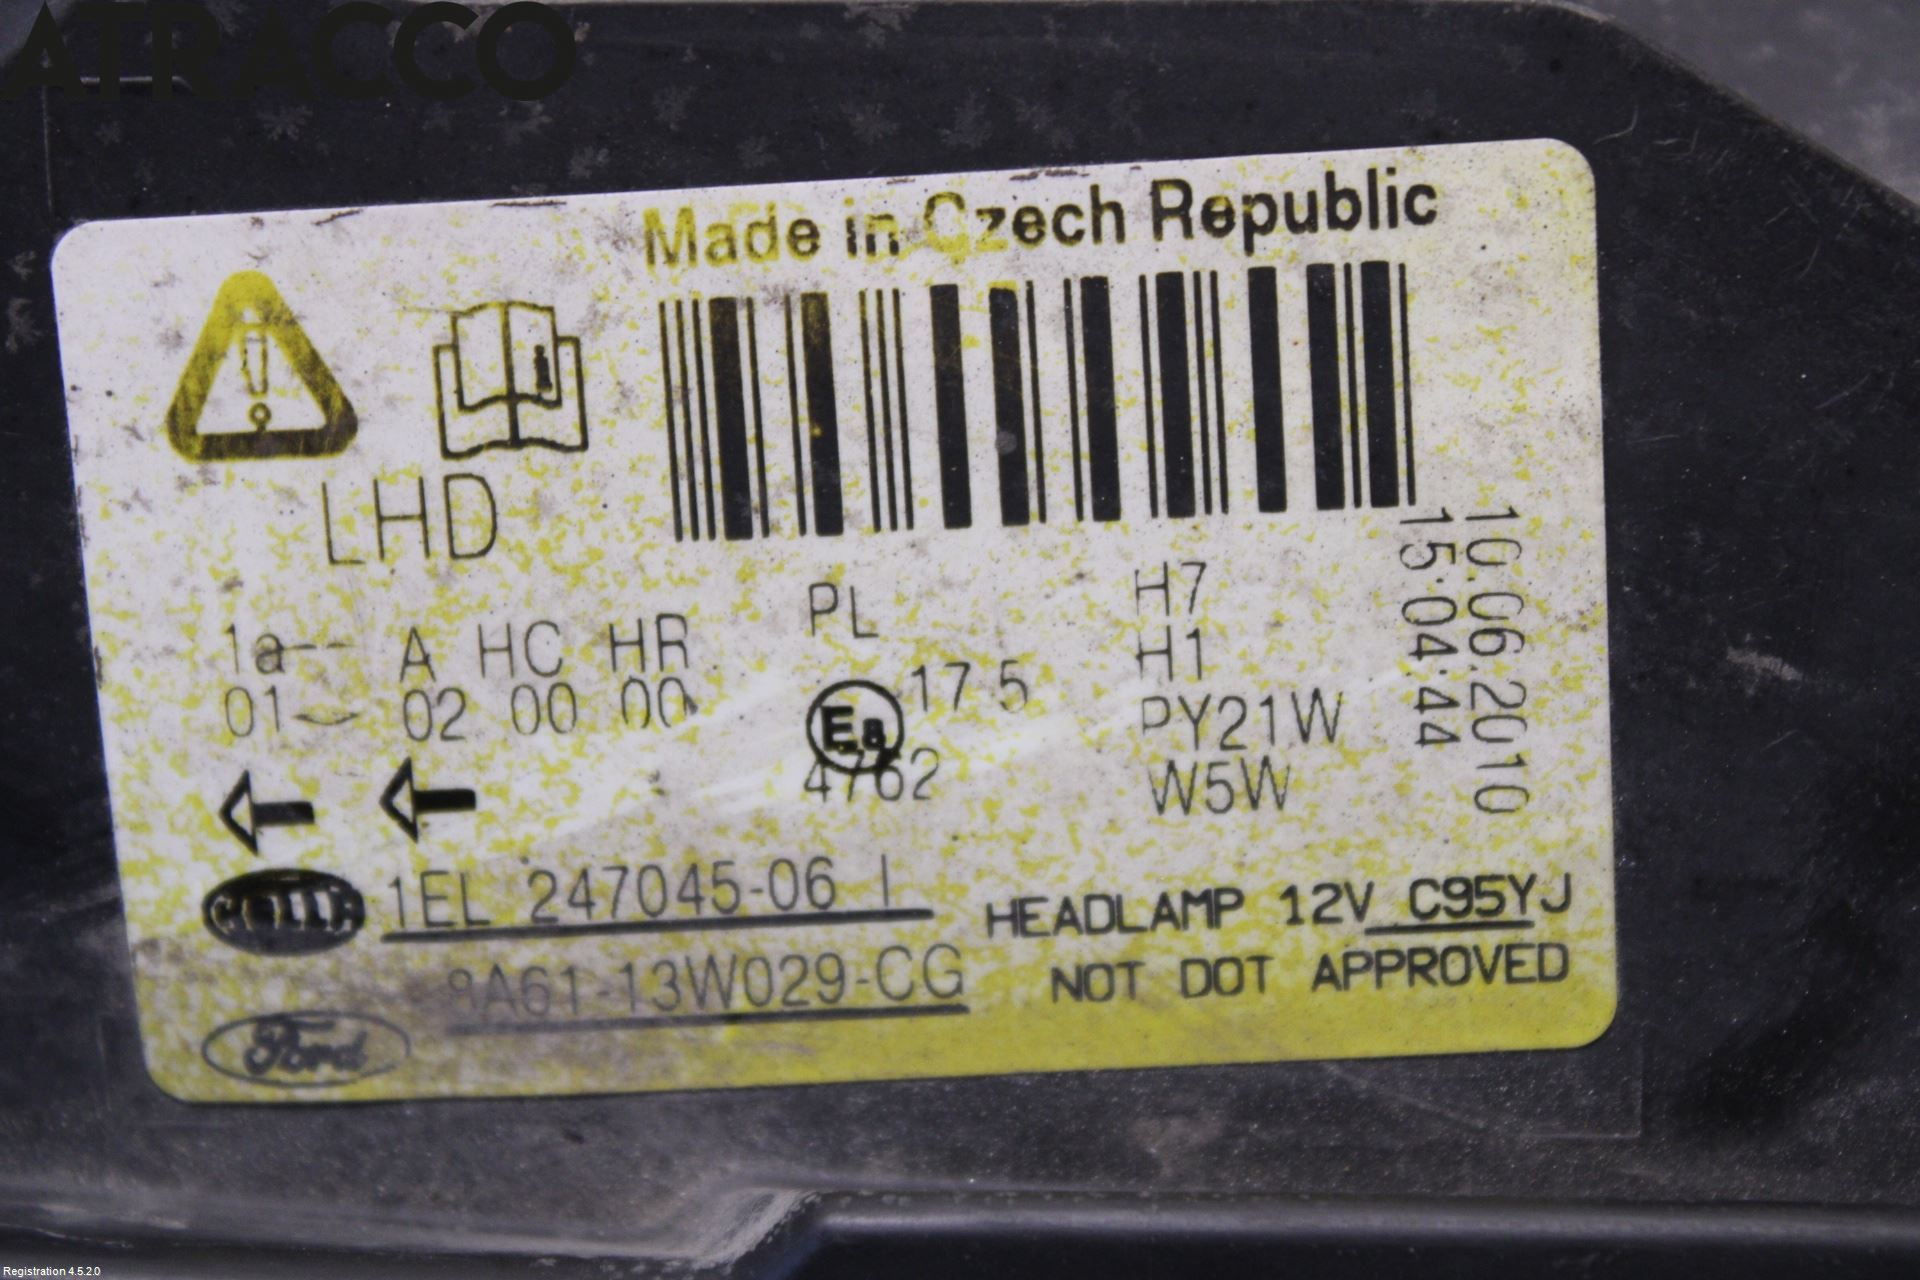 ATRACCO
Made in Czech Republic
LHD
1a-- A HC HR
01 - 02 00 00
PL
E8 17.5
4762
H7
H1
PY21W
W5W
10.06.2010
15:04:44
HELLA 1EL 247045-06 I
HEADLAMP 12V C95YJ
8A61-13W029-CG
NOT DOT APPROVED
Ford
Registration 4.5.2.0